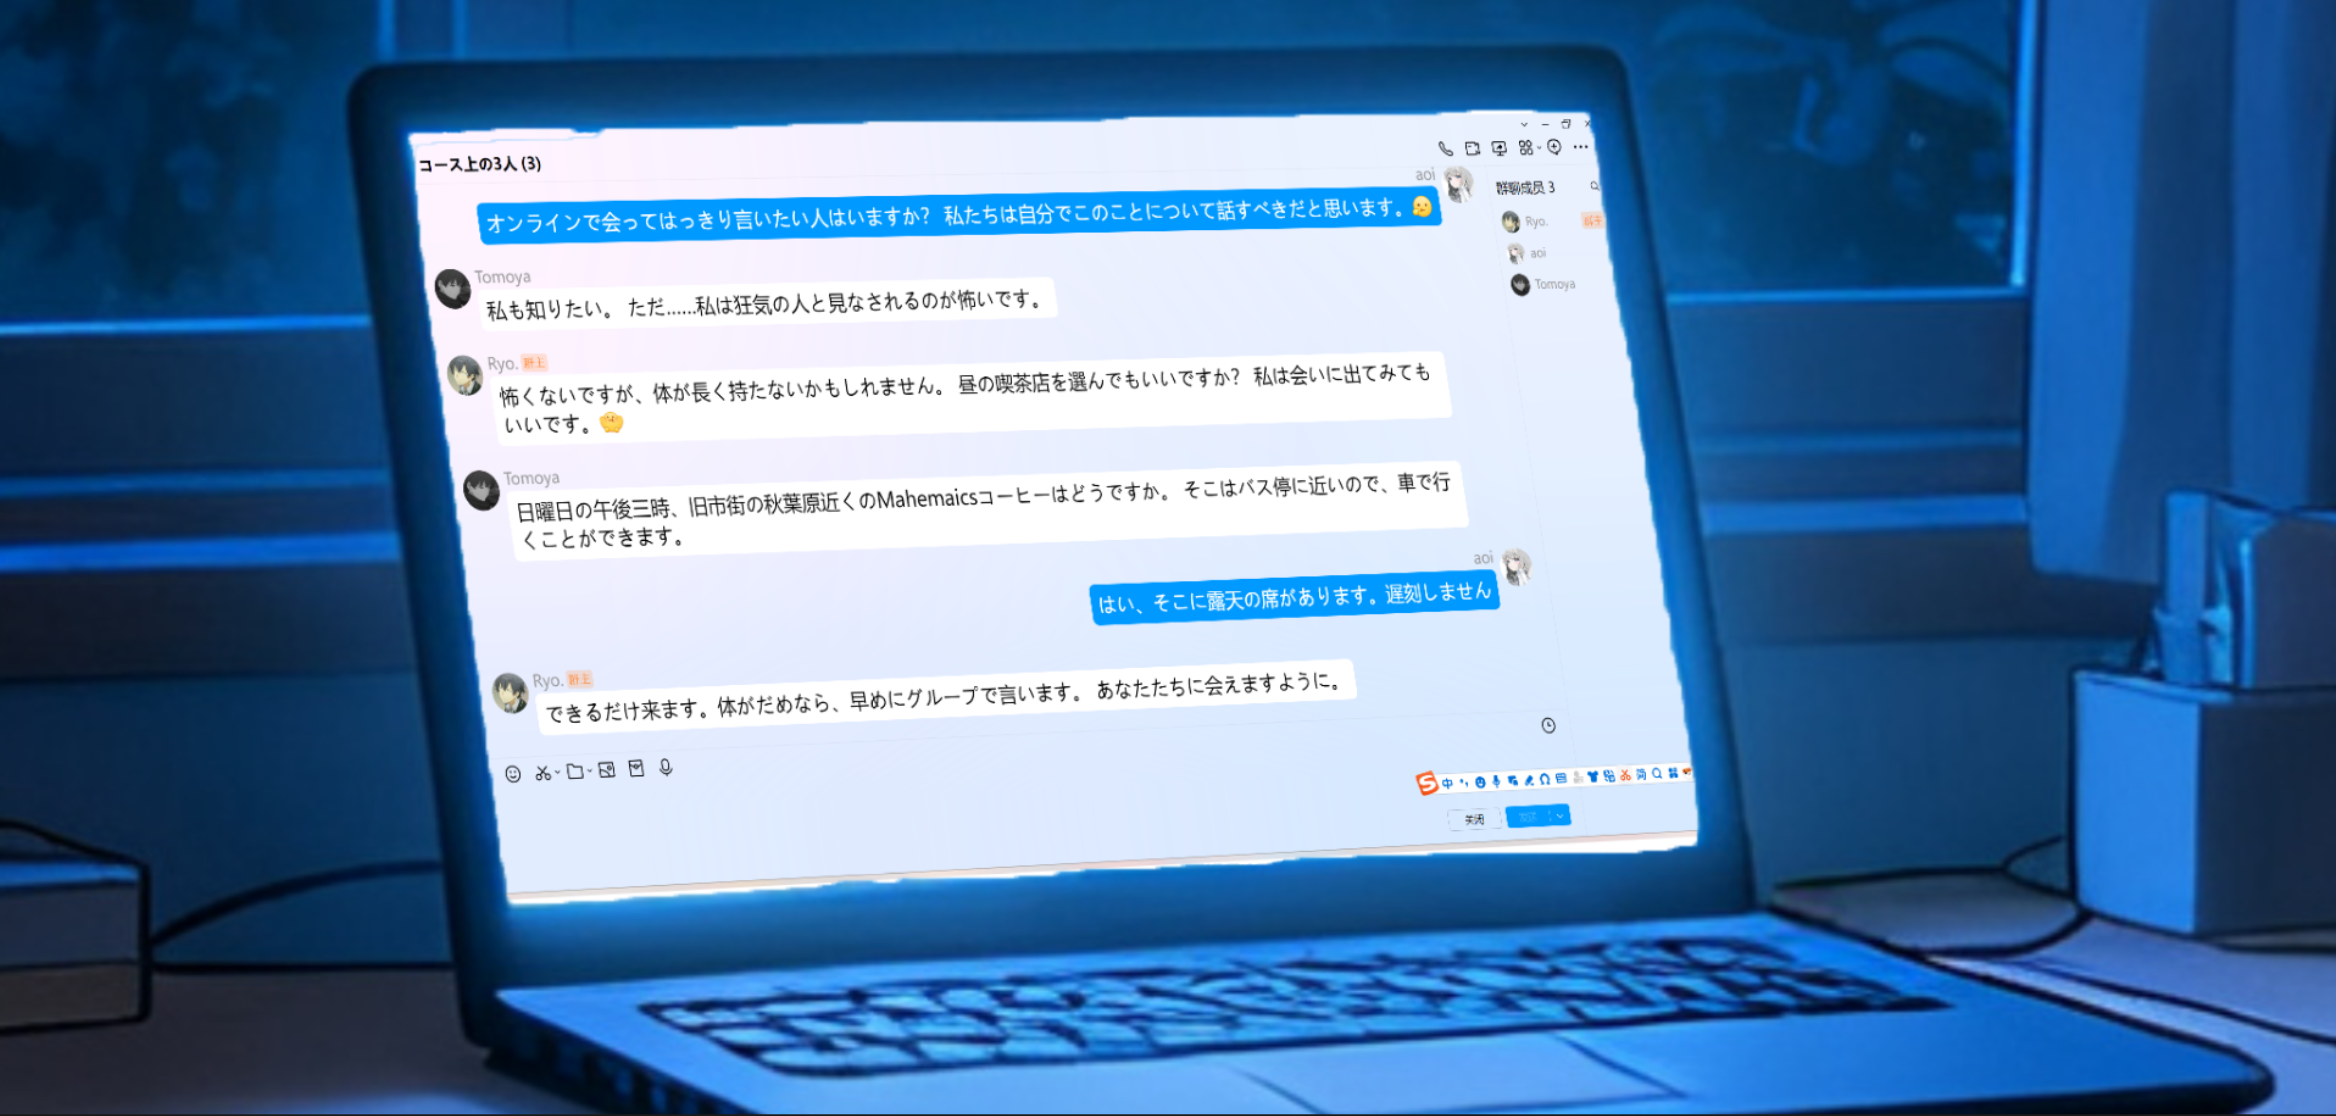 コース上の3人 (3)
aoi
オンラインで会ってはっきり言いたい人はいますか? 私たちは自分でこのことについて話すべきだと思います。
Tomoya
私も知りたい。 ただ......私は狂気の人と見なされるのが怖いです。
Ryo. 群主
怖くないですが、体が長く持たないかもしれません。 昼の喫茶店を選んでもいいですか? 私は会いに出てみても
いいです。
Tomoya
日曜日の午後三時、旧市街の秋葉原近くのMahemaicsコーヒーはどうですか。 そこはバス停に近いので、車で行
くことができます。
aoi
はい、そこに露天の席があります。遅刻しません
Ryo. 群主
できるだけ来ます。体がだめなら、早めにグループで言います。 あなたたちに会えますように。
群聊成员 3
Ryo. 群主
aoi
Tomoya
中 简
关闭